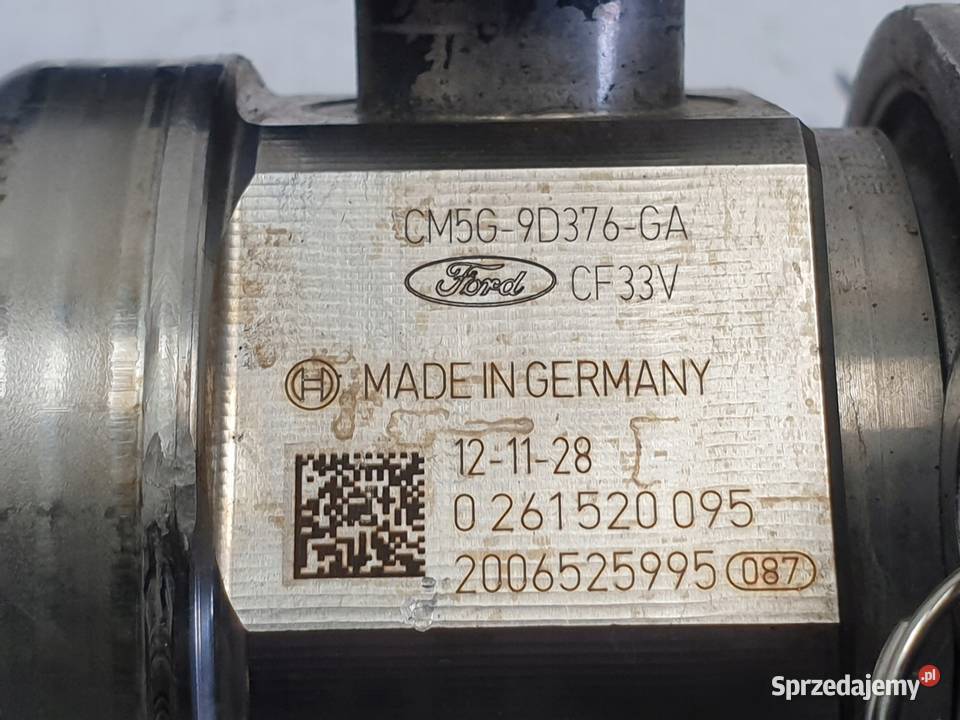 CM5G-9D376-GA
Ford CF33V
MADE IN GERMANY
12-11-28
0 261 520 095
2006525995 087
Sprzedajemy.pl